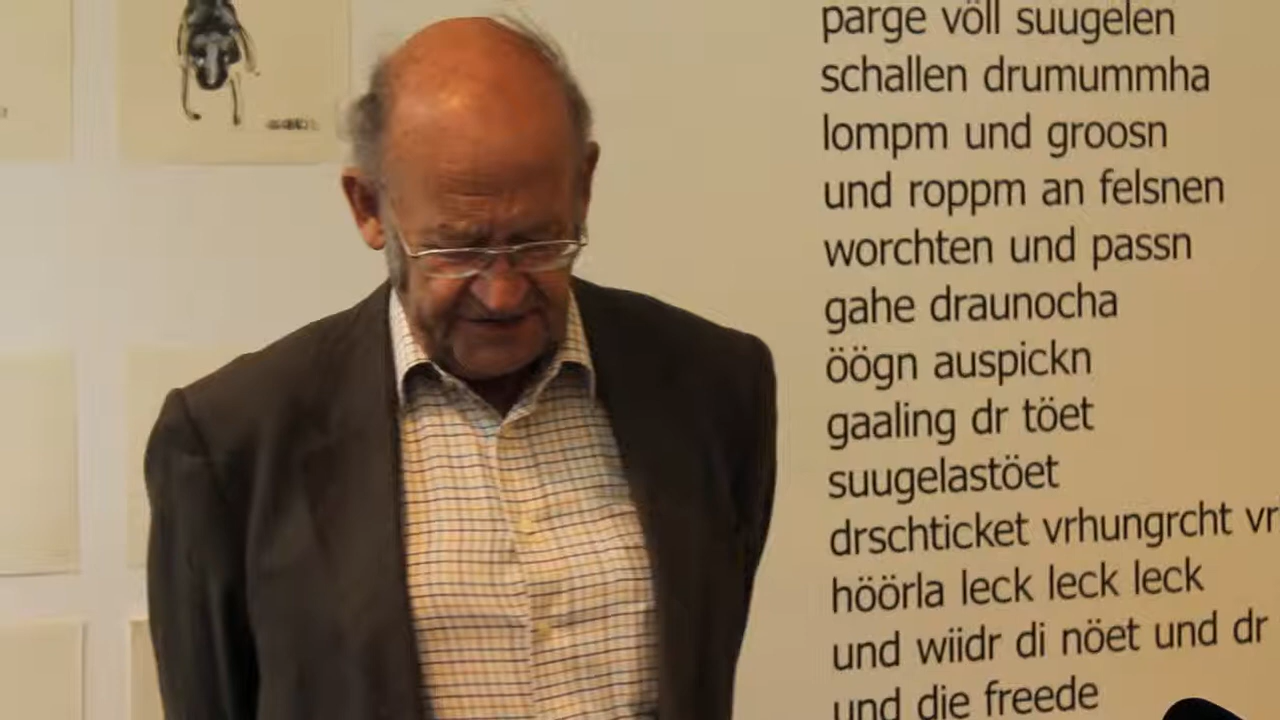 parge völl suugelen
schallen drumummha
lompm und groosn
und roppm an felsnen
worchten und passn
gahe draunocha
öögn auspickn
gaaling dr töet
suugelastöet
drschticket vrhungrcht vr
höörla leck leck leck
und wiidr di nöet und dr
und die freede